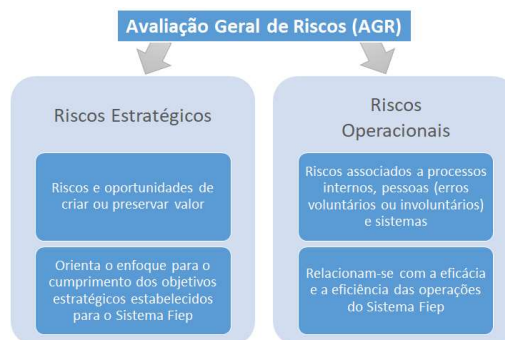 Avaliação Geral de Riscos (AGR)
Riscos Estratégicos
Riscos e oportunidades de
criar ou preservar valor
Orienta o enfoque para o
cumprimento dos objetivos
estratégicos estabelecidos
para o Sistema Fiep
Riscos
Operacionais
Riscos associados a processos
internos, pessoas (erros
voluntários ou involuntários)
e sistemas
Relacionam-se com a eficácia
e a eficiência das operações
do Sistema Fiep